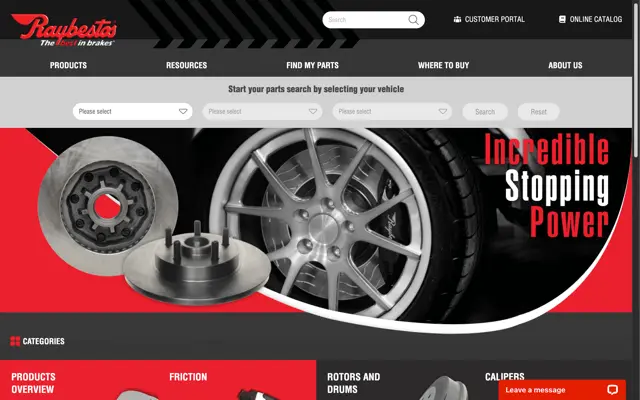 Raybestos
The Best in brakes
Search
CUSTOMER PORTAL
ONLINE CATALOG
PRODUCTS
RESOURCES
FIND MY PARTS
WHERE TO BUY
ABOUT US
Start your parts search by selecting your vehicle
Please select
Please select
Please select
Search
Reset
Incredible
Stopping
Power
CATEGORIES
PRODUCTS
OVERVIEW
FRICTION
ROTORS AND
DRUMS
CALIPERS
Leave a message